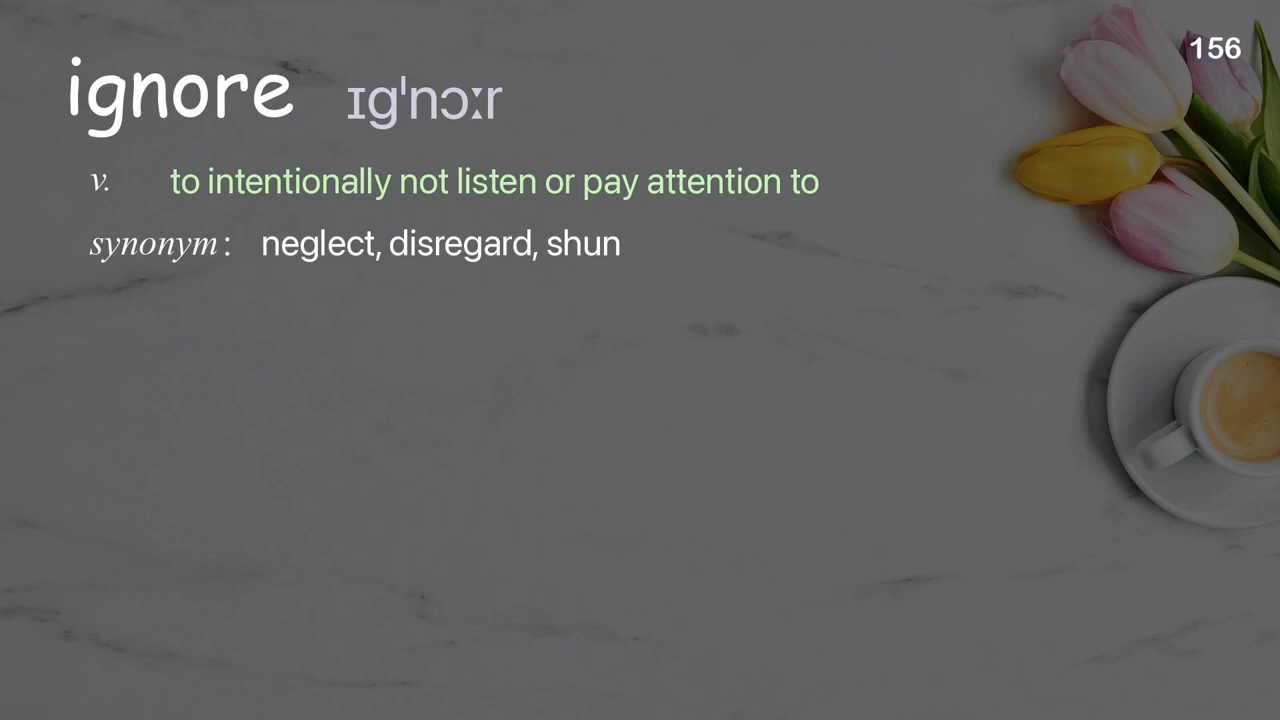 156
ignore ɪɡˈnɔːr
v. to intentionally not listen or pay attention to
synonym : neglect, disregard, shun